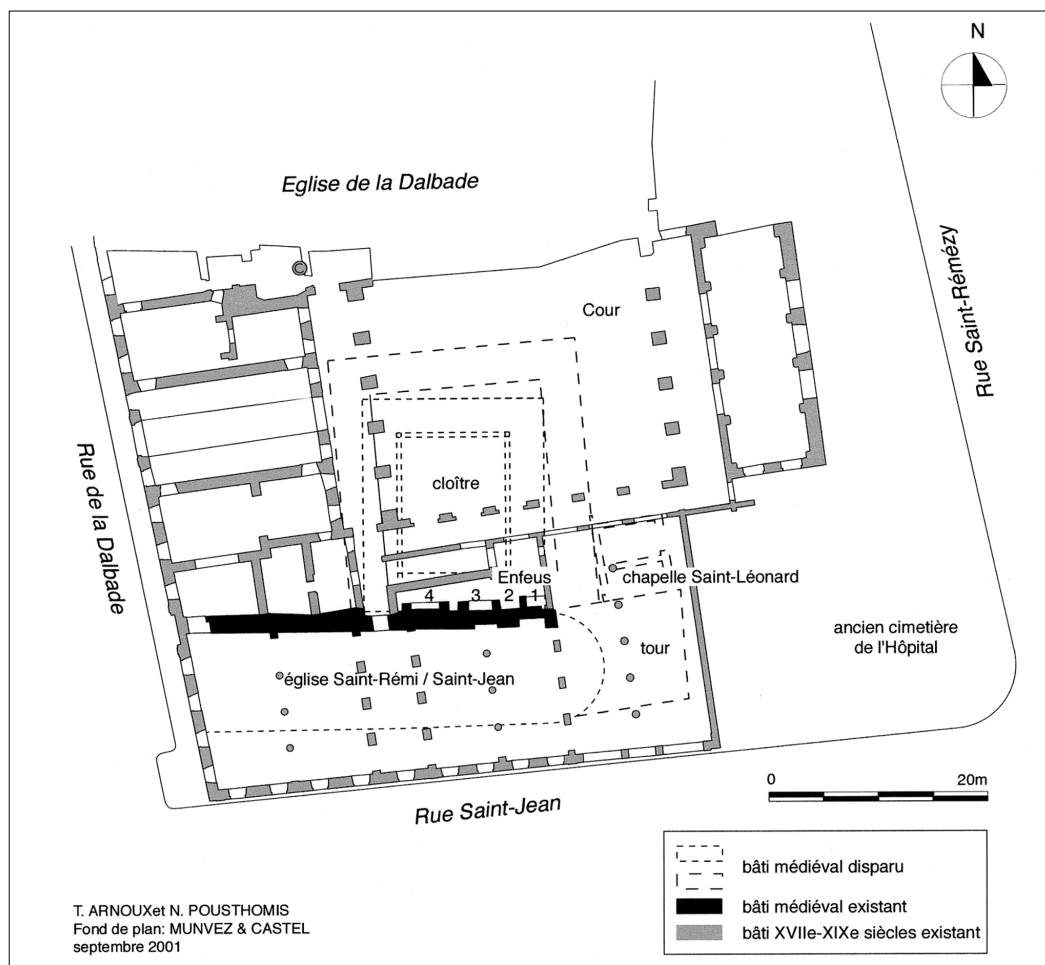 N
Eglise de la Dalbade
Rue Saint-Rémézy
Cour
Rue de la Dalbade
cloître
Enfeus
chapelle Saint-Léonard
4 3 2 1
ancien cimetière
de l'Hôpital
tour
église Saint-Rémi / Saint-Jean
Rue Saint-Jean
0 20m
bâti médiéval disparu
bâti médiéval existant
bâti XVIIe-XIXe siècles existant
T. ARNOUXet N. POUSTHOMIS
Fond de plan: MUNVEZ & CASTEL
septembre 2001